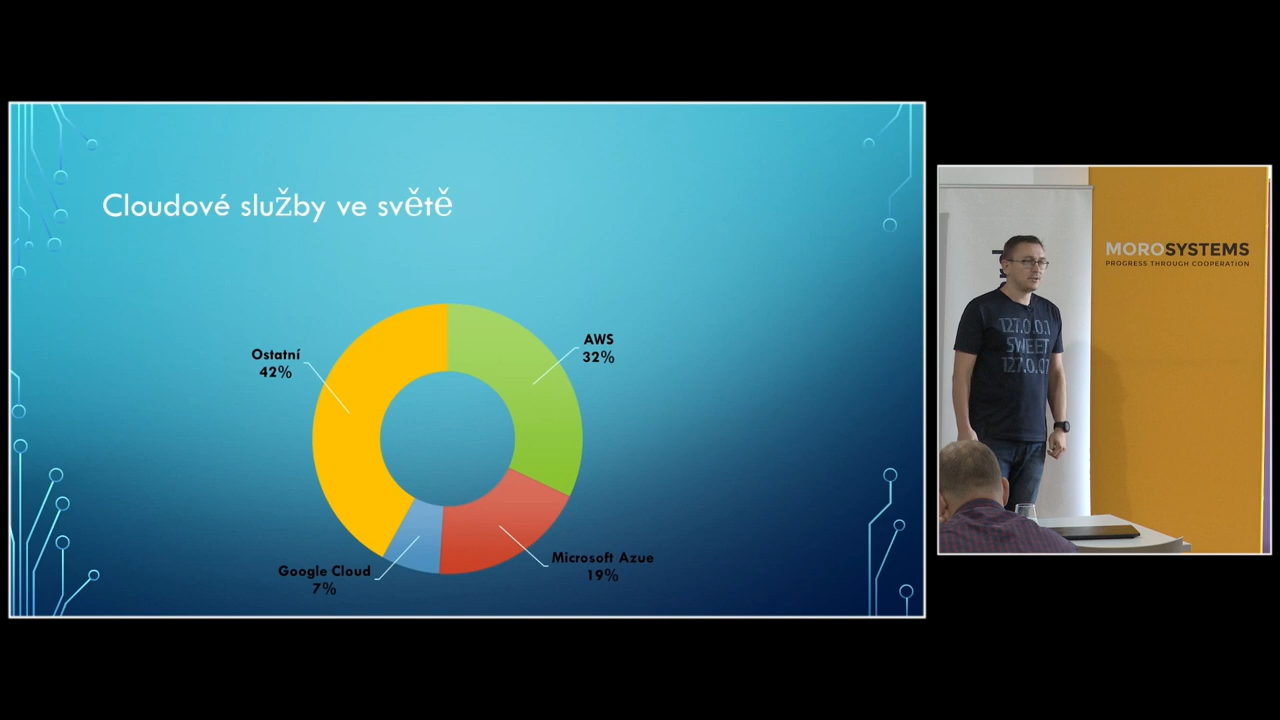 Cloudové služby ve světě
AWS
32%
Ostatní
42%
Microsoft Azue
19%
Google Cloud
7%
MOROSYSTEMS
PROGRESS THROUGH COOPERATION
127.0.0.1
SWEET
127.0.0.1